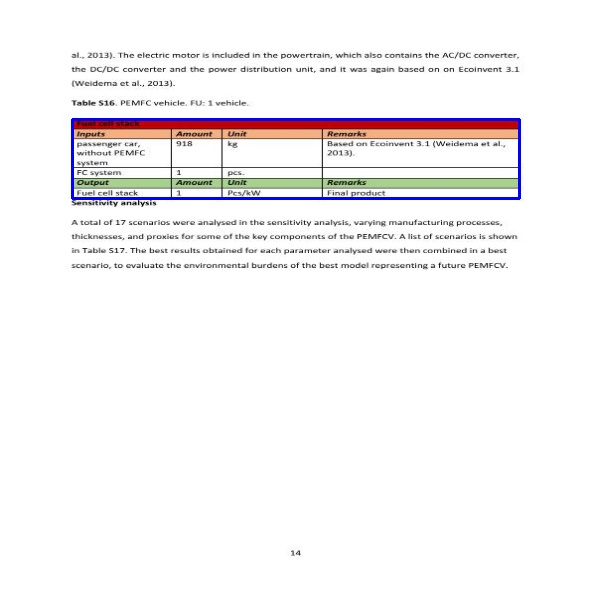 al., 2013). The electric motor is included in the powertrain, which also contains the AC/DC converter,
the DC/DC converter and the power distribution unit, and it was again based on on Ecoinvent 3.1
(Weidema et al., 2013).
Table S16. PEMFC vehicle. FU: 1 vehicle.
Fuel cell stack
Inputs Amount Unit Remarks
passenger car, 918 kg Based on Ecoinvent 3.1 (Weidema et al.,
without PEMFC 2013).
system
FC system 1 pcs.
Output Amount Unit Remarks
Fuel cell stack 1 Pcs/kW Final product
Sensitivity analysis
A total of 17 scenarios were analysed in the sensitivity analysis, varying manufacturing processes,
thicknesses, and proxies for some of the key components of the PEMFCV. A list of scenarios is shown
in Table S17. The best results obtained for each parameter analysed were then combined in a best
scenario, to evaluate the environmental burdens of the best model representing a future PEMFCV.
14